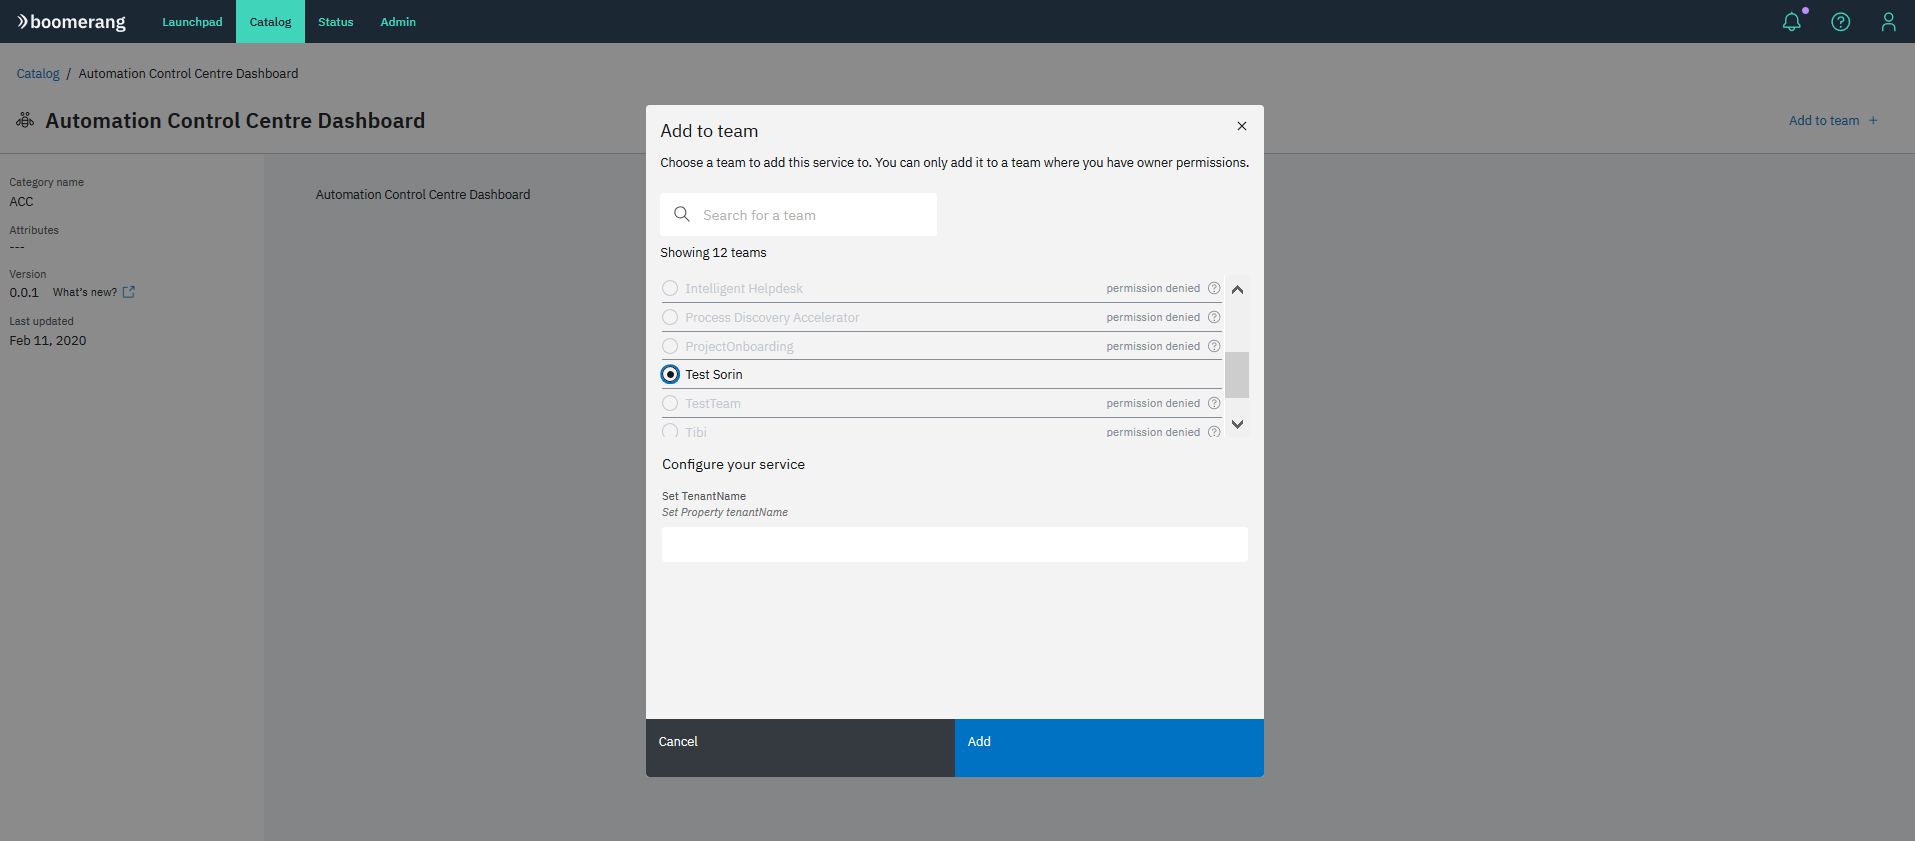 boomerang Launchpad Catalog Status Admin
Catalog / Automation Control Centre Dashboard
Automation Control Centre Dashboard
Add to team +
Category name
ACC
Attributes
---
Version
0.0.1 What's new?
Last updated
Feb 11, 2020
Automation Control Centre Dashboard
Add to team
Choose a team to add this service to. You can only add it to a team where you have owner permissions.
Search for a team
Showing 12 teams
Intelligent Helpdesk permission denied
Process Discovery Accelerator permission denied
ProjectOnboarding permission denied
Test Sorin
TestTeam permission denied
Tibi permission denied
Configure your service
Set TenantName
Set Property tenantName
Cancel
Add